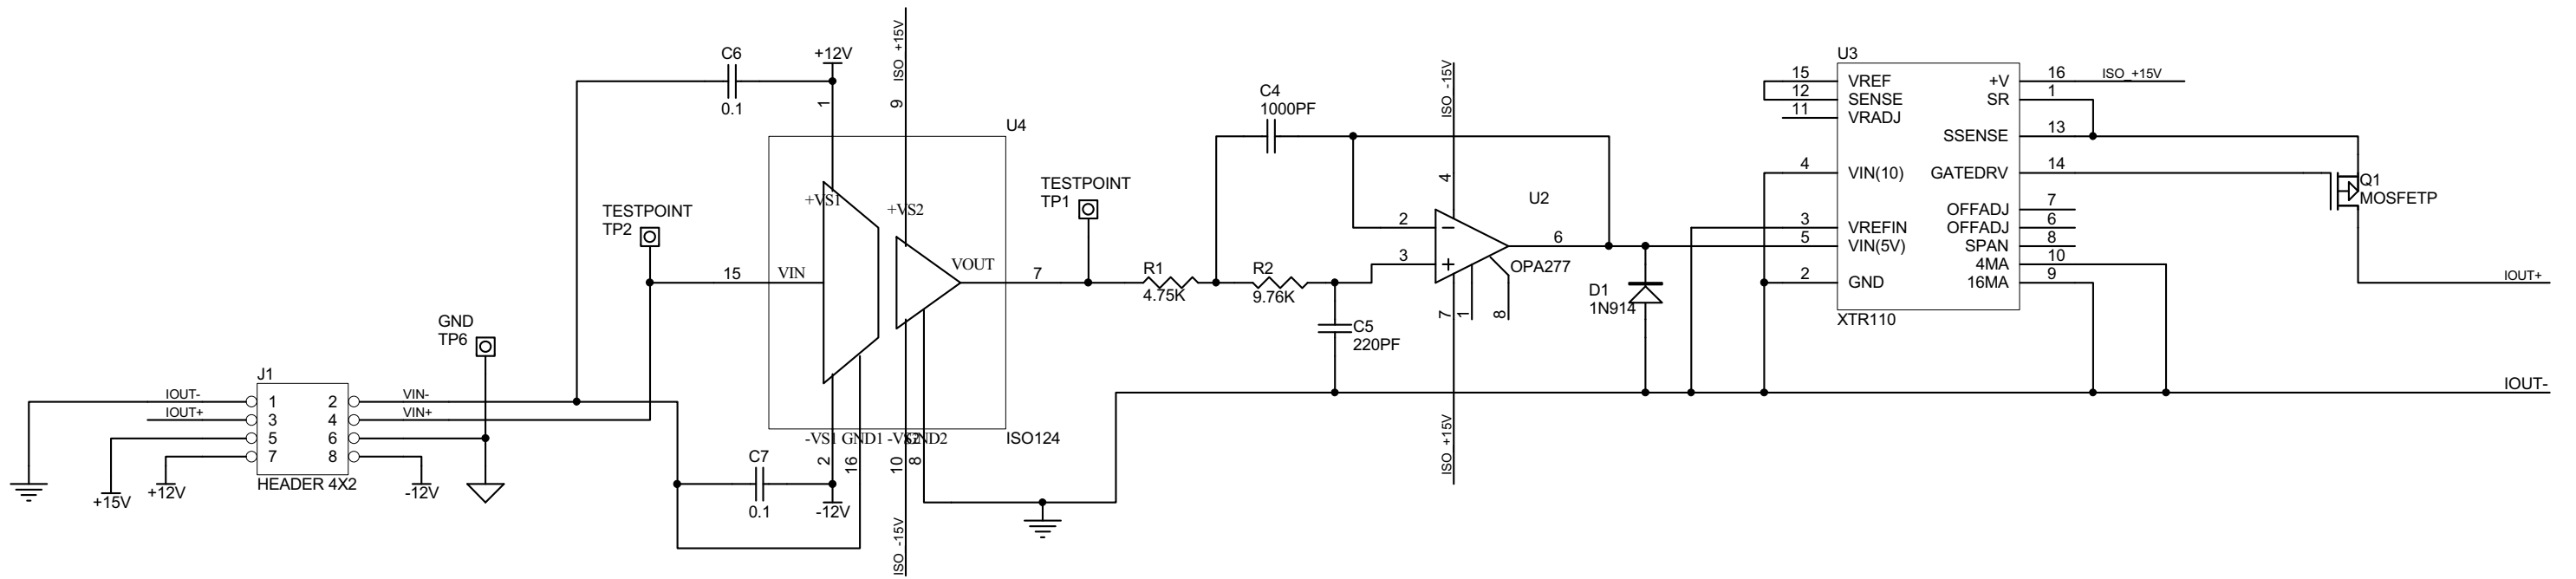 C6
0.1
+12V
1
ISO_+15V
9
U4
+VS1
+VS2
VIN
VOUT
15
7
TESTPOINT
TP2
TESTPOINT
TP1
GND
TP6
J1
IOUT-
IOUT+
1
3
5
7
2
4
6
8
VIN-
VIN+
HEADER 4X2
+15V
+12V
-12V
C7
0.1
-VS1
GND1
-VS2
GND2
ISO124
2
16
10
8
-12V
ISO_-15V
R1
4.75K
R2
9.76K
C4
1000PF
C5
220PF
ISO_-15V
4
U2
2
3
6
OPA277
7
1
8
ISO_+15V
D1
1N914
U3
15
12
11
4
3
5
2
VREF
SENSE
VRADJ
VIN(10)
VREFIN
VIN(5V)
GND
+V
SR
SSENSE
GATEDRV
OFFADJ
OFFADJ
SPAN
4MA
16MA
16
1
13
14
7
6
8
10
9
XTR110
ISO_+15V
Q1
MOSFETP
IOUT+
IOUT-